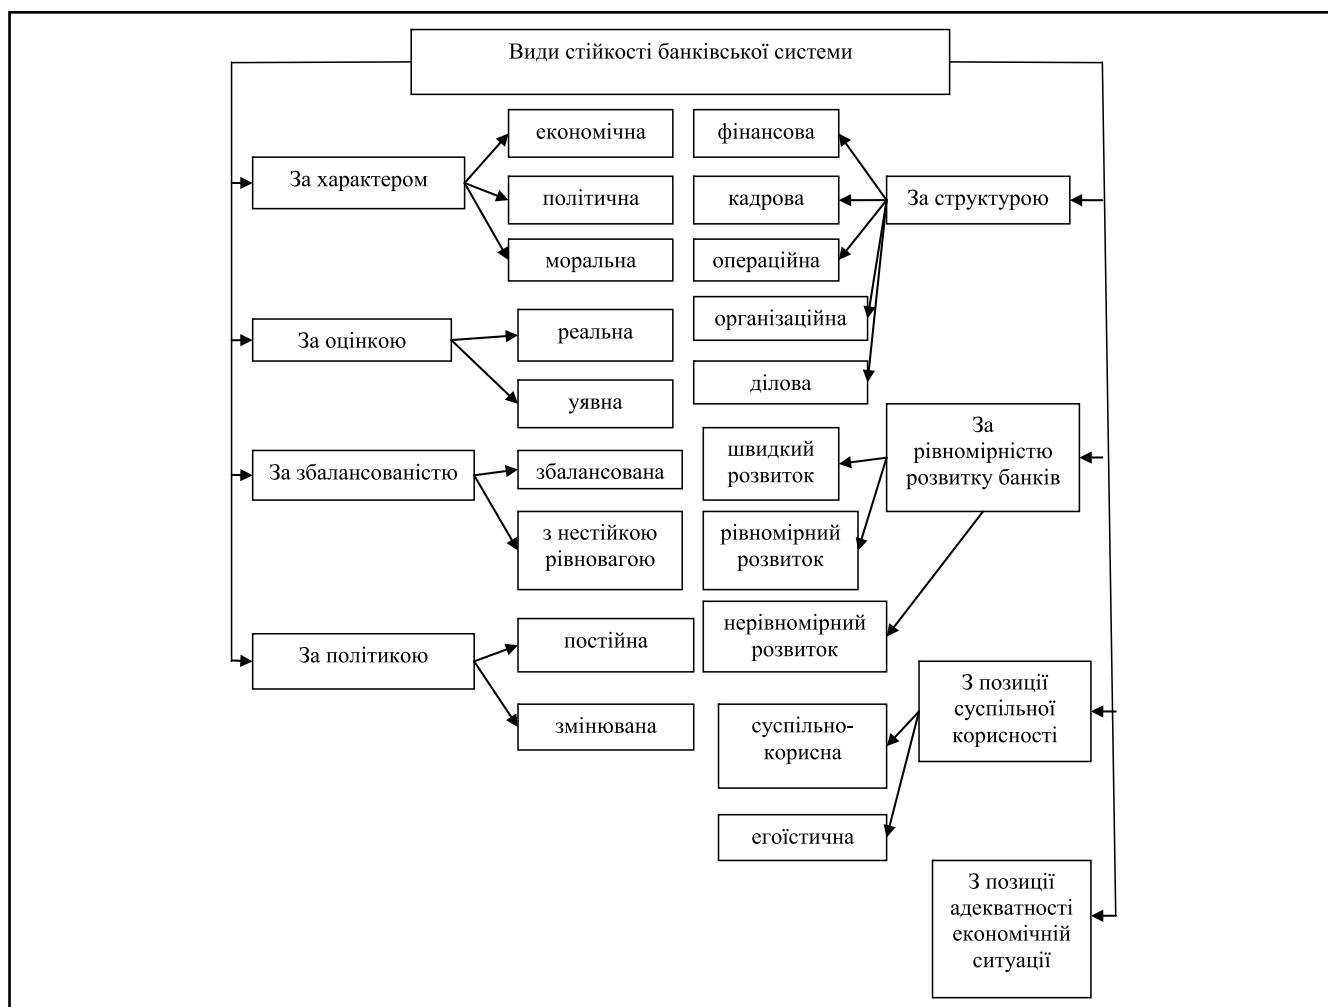 Види стійкості банківської системи
За характером
економічна
політична
моральна
За оцінкою
реальна
уявна
За збалансованістю
збалансована
з нестійкою
рівновагою
За політикою
постійна
змінювана
фінансова
кадрова
операційна
організаційна
ділова
За структурою
швидкий
розвиток
рівномірний
розвиток
нерівномірний
розвиток
За
рівномірністю
розвитку банків
суспільно-
корисна
егоїстична
З позиції
суспільної
корисності
З позиції
адекватності
економічній
ситуації